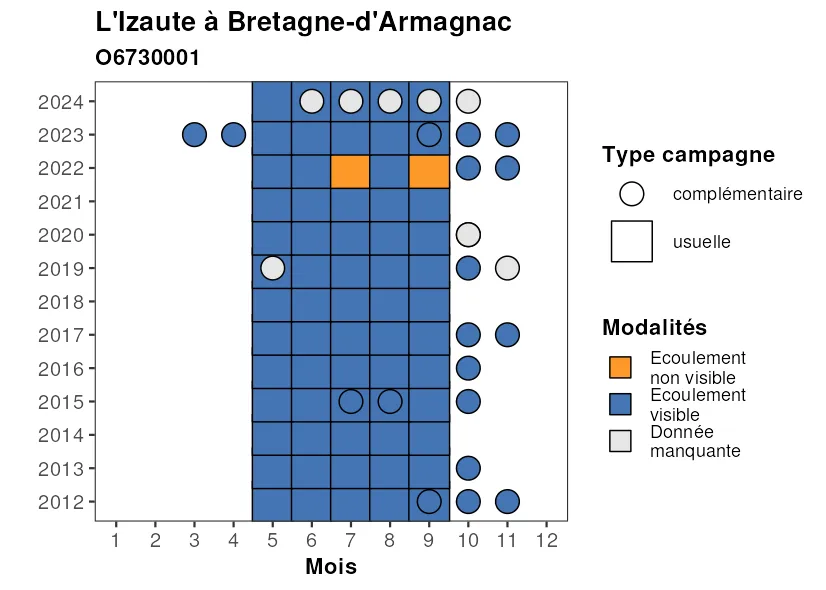 L'Izaute à Bretagne-d'Armagnac
O6730001
2024
2023
2022
2021
2020
2019
2018
2017
2016
2015
2014
2013
2012
1 2 3 4 5 6 7 8 9 10 11 12
Mois
Type campagne
complémentaire
usuelle
Modalités
Ecoulement
non visible
Ecoulement
visible
Donnée
manquante